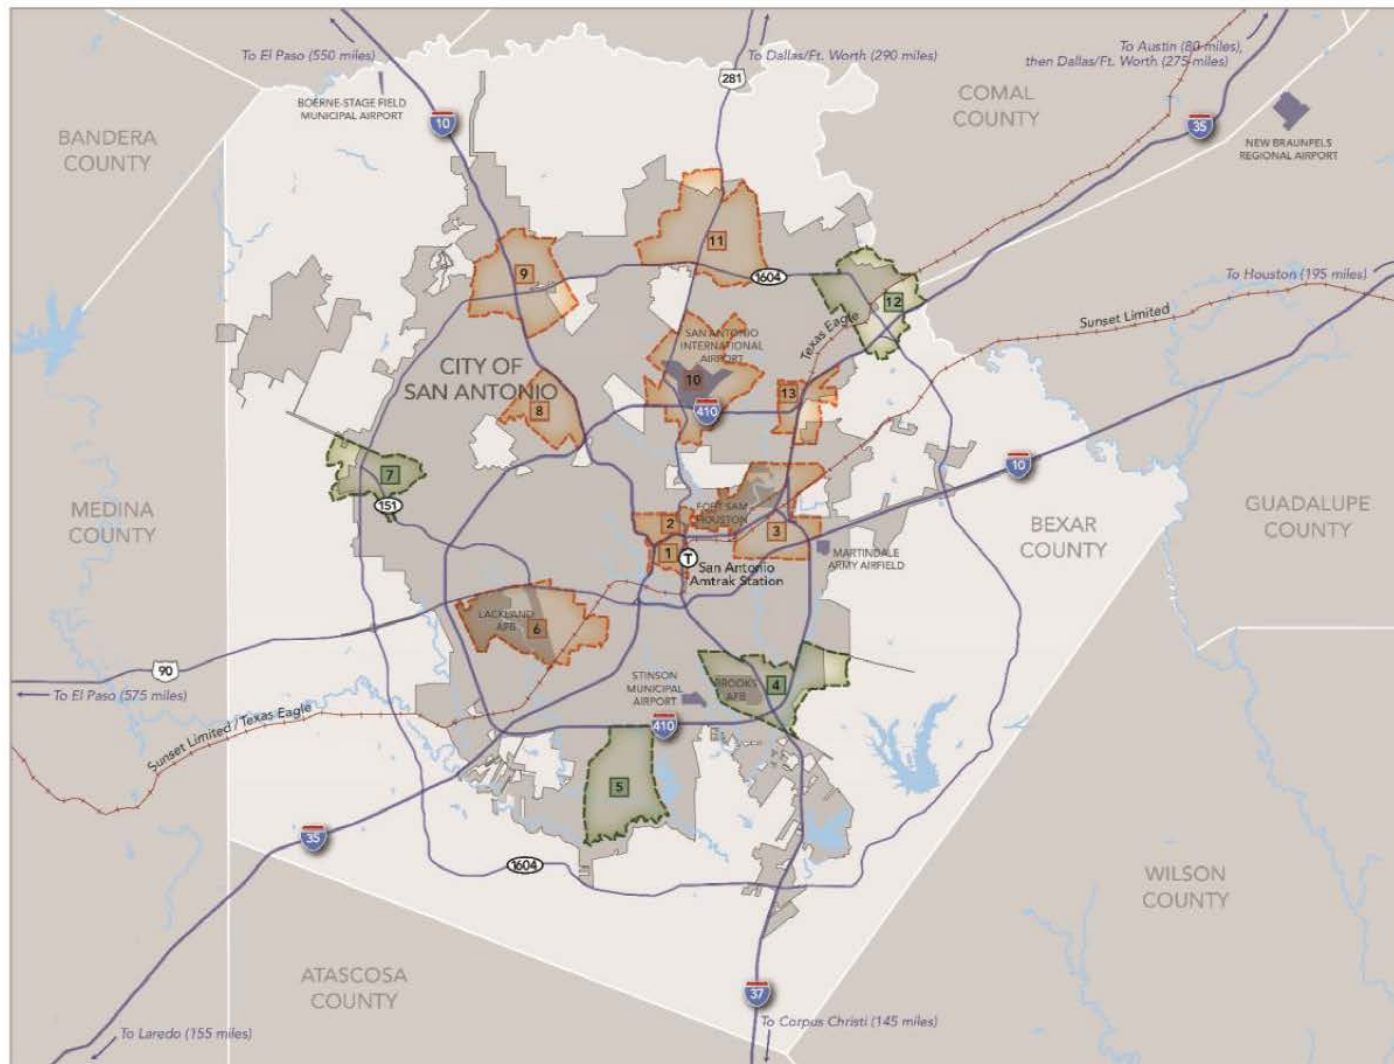 To El Paso (550 miles)
To Dallas/Ft. Worth (290 miles)
To Austin (80 miles),
then Dallas/Ft. Worth (275 miles)
281
BOERNE-STAGE FIELD
MUNICIPAL AIRPORT
10
COMAL
COUNTY
35
NEW BRAUNFELS
REGIONAL AIRPORT
BANDERA
COUNTY
11
9
1604
12
To Houston (195 miles)
Sunset Limited
Texas Eagle
SAN ANTONIO
INTERNATIONAL
AIRPORT
CITY OF
SAN ANTONIO
10
13
8
410
7
151
10
MEDINA
COUNTY
GUADALUPE
COUNTY
BEXAR
COUNTY
FORT SAM
HOUSTON
2
3
1
T
San Antonio
Amtrak Station
MARTINDALE
ARMY AIRFIELD
LACKLAND
AFB
6
90
To El Paso (575 miles)
STINSON
MUNICIPAL
AIRPORT
BROOKS
AFB
4
Sunset Limited / Texas Eagle
410
5
35
1604
WILSON
COUNTY
ATASCOSA
COUNTY
37
To Laredo (155 miles)
To Corpus Christi (145 miles)